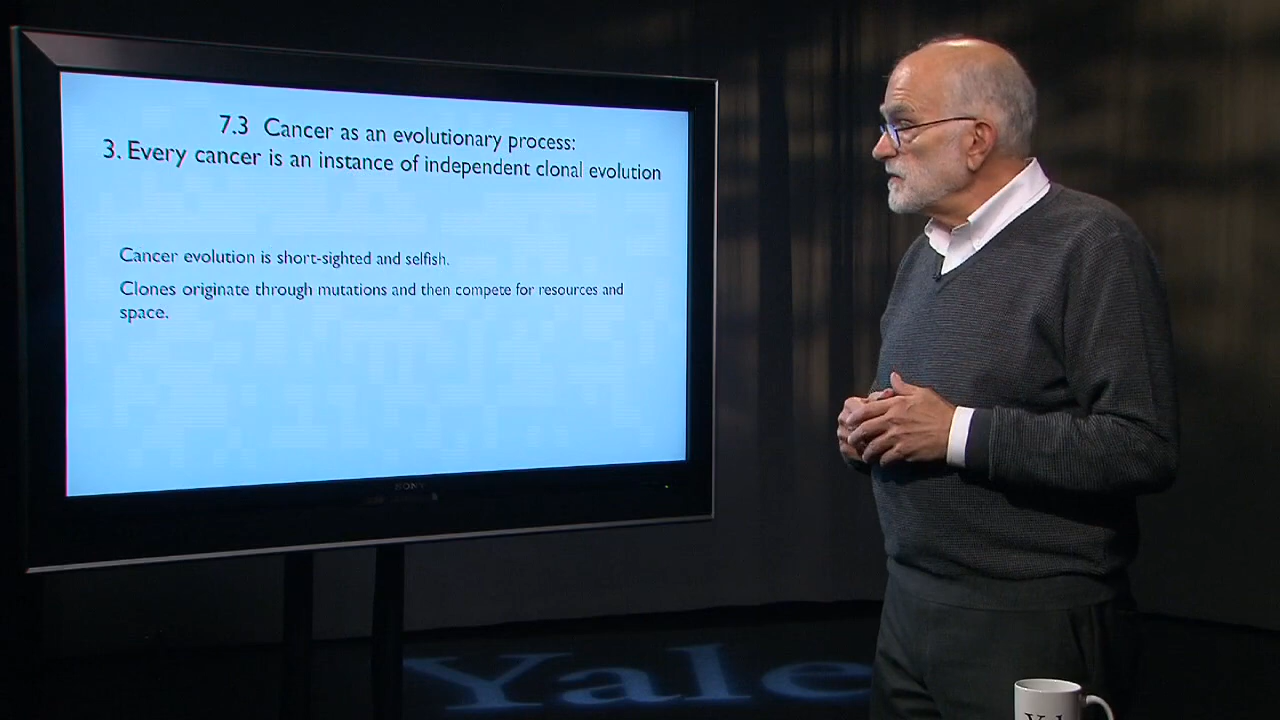 7.3 Cancer as an evolutionary process:
3. Every cancer is an instance of independent clonal evolution
Cancer evolution is short-sighted and selfish.
Clones originate through mutations and then compete for resources and
space.
SONY
Yale